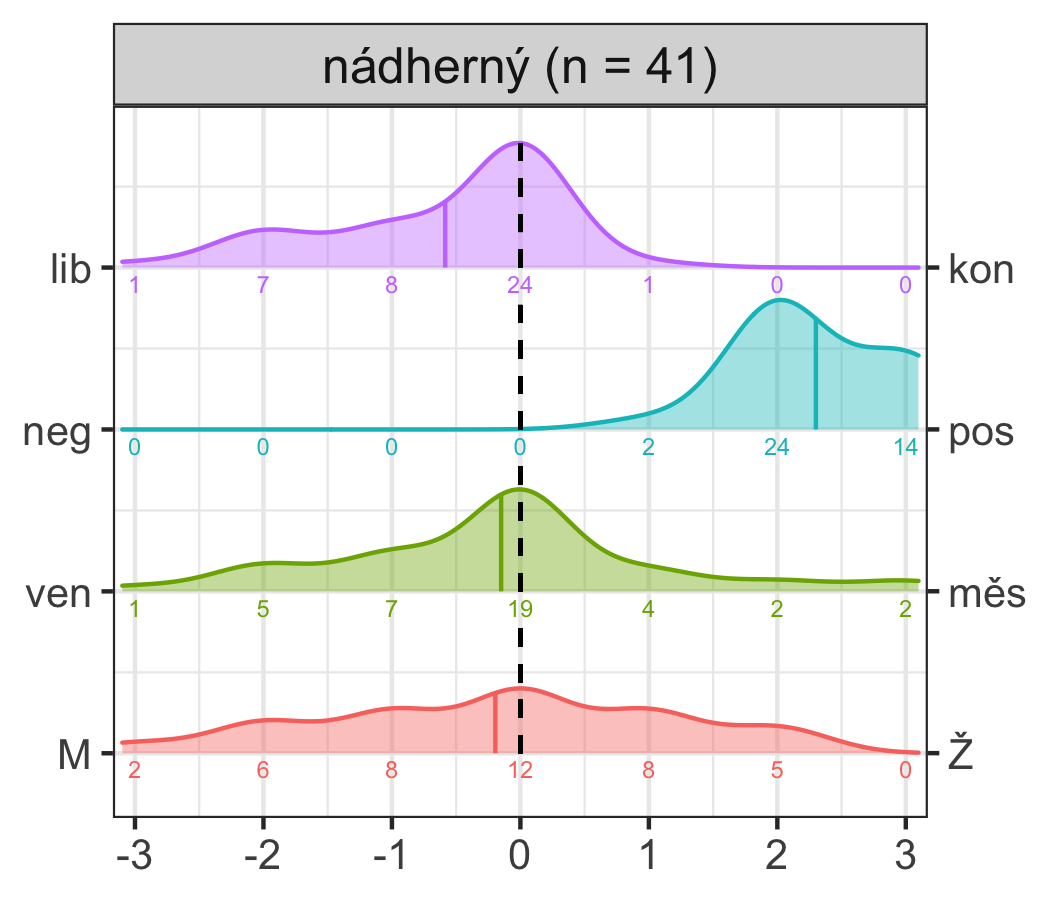 nádherný (n = 41)
lib kon
1 7 8 24 1 0 0
neg pos
0 0 0 0 2 24 14
ven měs
1 5 7 19 4 2 2
M Ž
2 6 8 12 8 5 0
-3 -2 -1 0 1 2 3